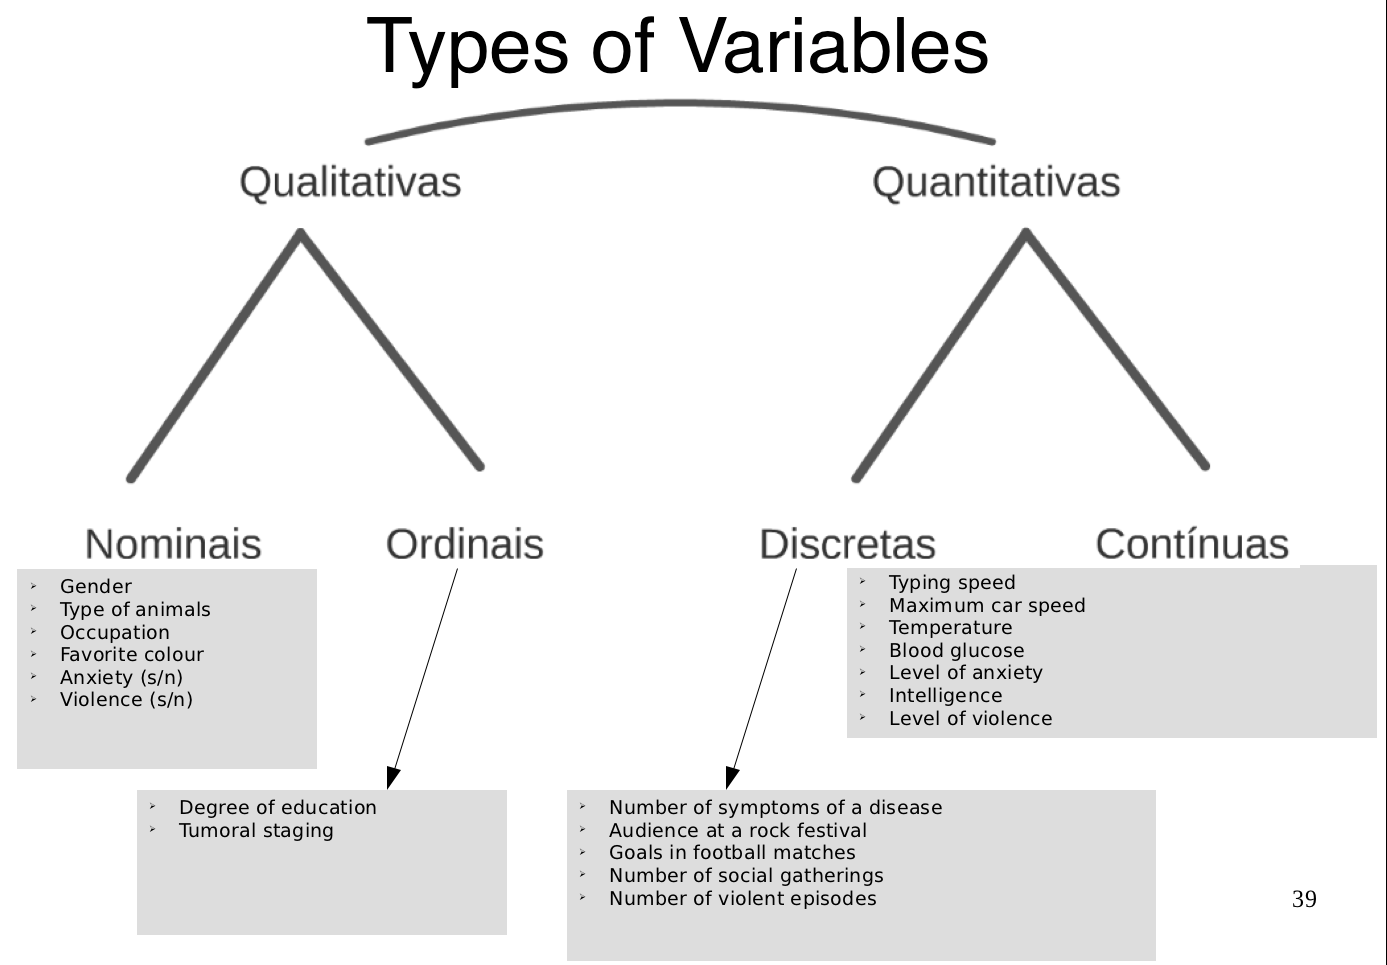 Types of Variables
Qualitativas
Quantitativas
Nominais
Ordinais
Discretas
Contínuas
Gender
Type of animals
Occupation
Favorite colour
Anxiety (s/n)
Violence (s/n)
Typing speed
Maximum car speed
Temperature
Blood glucose
Level of anxiety
Intelligence
Level of violence
Degree of education
Tumoral staging
Number of symptoms of a disease
Audience at a rock festival
Goals in football matches
Number of social gatherings
Number of violent episodes
39